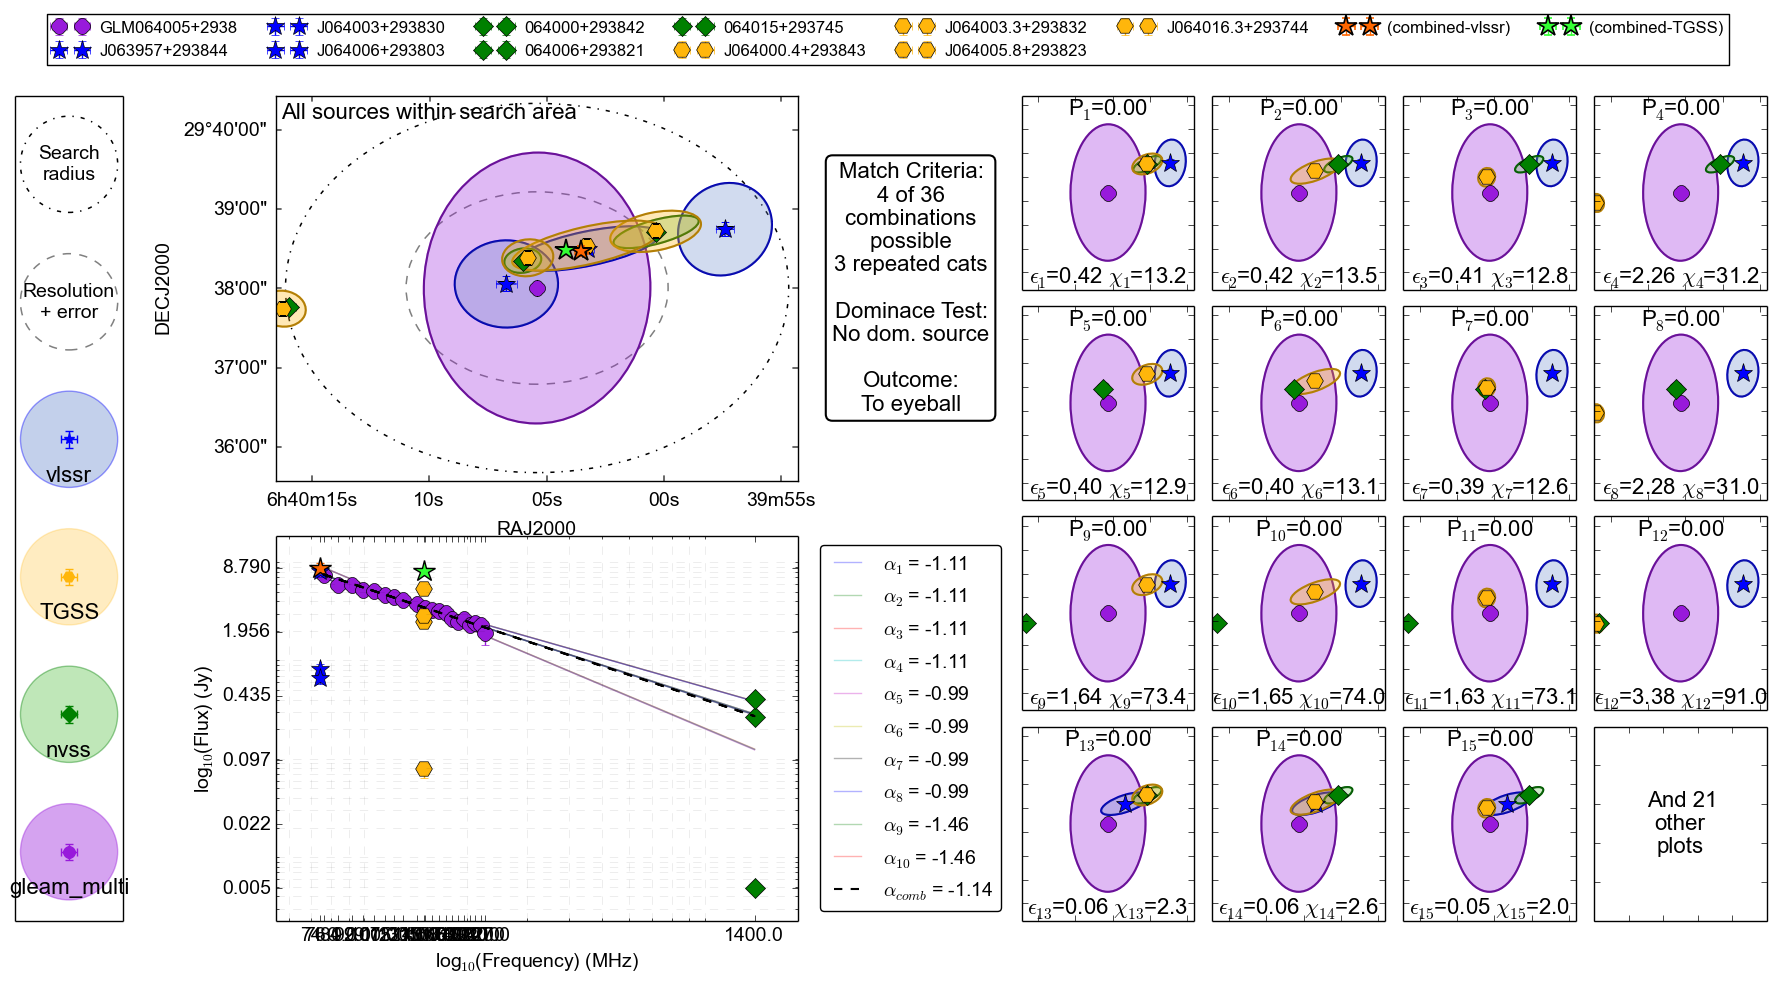 GLM064005+2938
J063957+293844
J064003+293830
J064006+293803
064000+293842
064006+293821
064015+293745
J064000.4+293843
J064003.3+293832
J064005.8+293823
J064016.3+293744
(combined-vlssr)
(combined-TGSS)
Search
radius
Resolution
+ error
vlssr
TGSS
nvss
gleam_multi
All sources within search area
DECJ2000
29°40'00"
39'00"
38'00"
37'00"
36'00"
6h40m15s
10s
05s
00s
39m55s
RAJ2000
Match Criteria:
4 of 36
combinations
possible
3 repeated cats
Dominace Test:
No dom. source
Outcome:
To eyeball
log10(Flux) (Jy)
8.790
1.956
0.435
0.097
0.022
0.005
1400.0
log10(Frequency) (MHz)
α1 = -1.11
α2 = -1.11
α3 = -1.11
α4 = -1.11
α5 = -0.99
α6 = -0.99
α7 = -0.99
α8 = -0.99
α9 = -1.46
α10 = -1.46
αcomb = -1.14
P1=0.00
ϵ1=0.42 χ1=13.2
P2=0.00
ϵ2=0.42 χ2=13.5
P3=0.00
ϵ3=0.41 χ3=12.8
P4=0.00
ϵ4=2.26 χ4=31.2
P5=0.00
ϵ5=0.40 χ5=12.9
P6=0.00
ϵ6=0.40 χ6=13.1
P7=0.00
ϵ7=0.39 χ7=12.6
P8=0.00
ϵ8=2.28 χ8=31.0
P9=0.00
ϵ9=1.64 χ9=73.4
P10=0.00
ϵ10=1.65 χ10=74.0
P11=0.00
ϵ11=1.63 χ11=73.1
P12=0.00
ϵ12=3.38 χ12=91.0
P13=0.00
ϵ13=0.06 χ13=2.3
P14=0.00
ϵ14=0.06 χ14=2.6
P15=0.00
ϵ15=0.05 χ15=2.0
And 21
other
plots